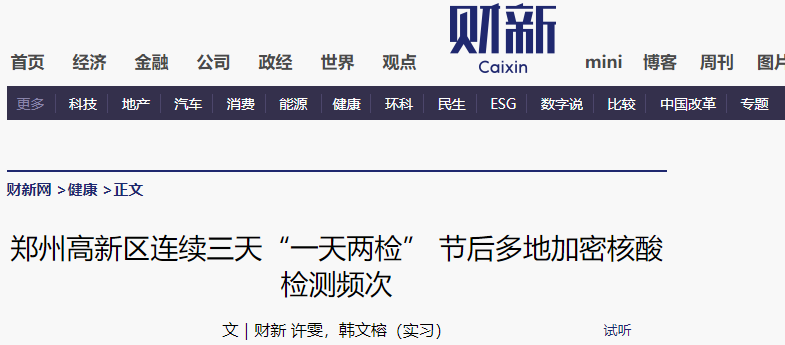 财新
Caixin
首页 经济 金融 公司 政经 世界 观点 mini 博客 周刊 图片
更多 科技 地产 汽车 消费 能源 健康 环科 民生 ESG 数字说 比较 中国改革 专题
财新网 >健康 >正文
郑州高新区连续三天“一天两检” 节后多地加密核酸
检测频次
文｜财新 许雯，韩文榕（实习） 试听